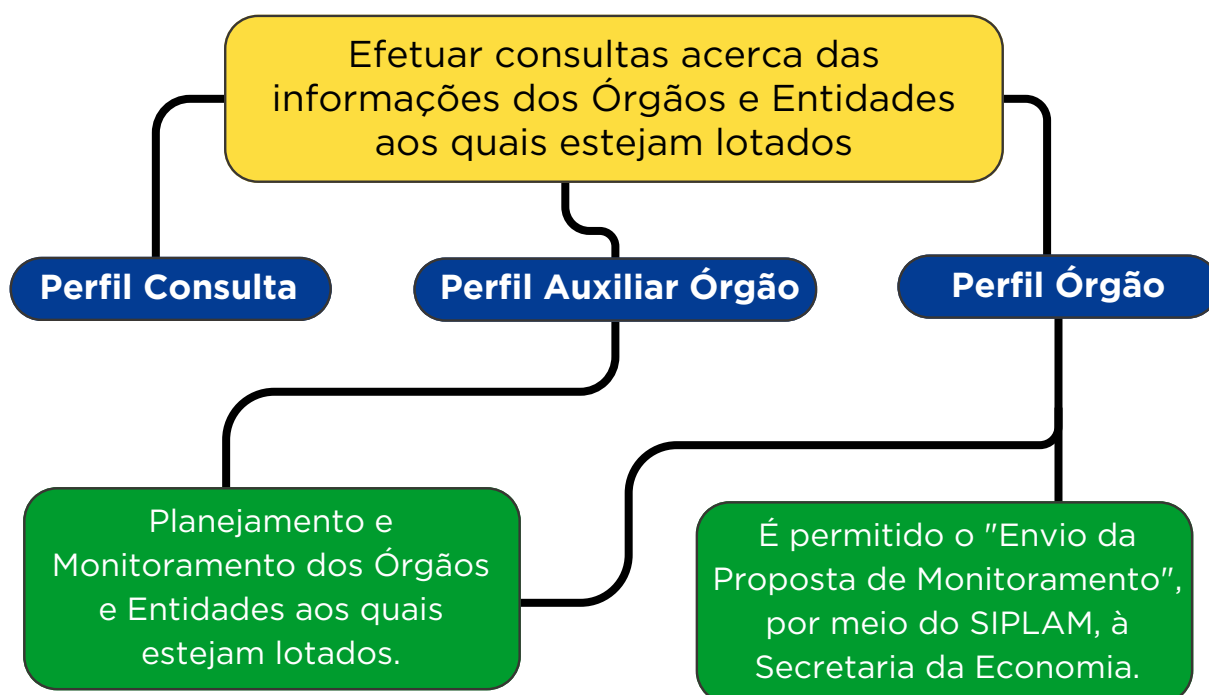 Efetuar consultas acerca das
informações dos Órgãos e Entidades
aos quais estejam lotados
Perfil Consulta
Perfil Auxiliar Órgão
Perfil Órgão
Planejamento e
Monitoramento dos Órgãos
e Entidades aos quais
estejam lotados.
É permitido o "Envio da
Proposta de Monitoramento",
por meio do SIPLAM, à
Secretaria da Economia.